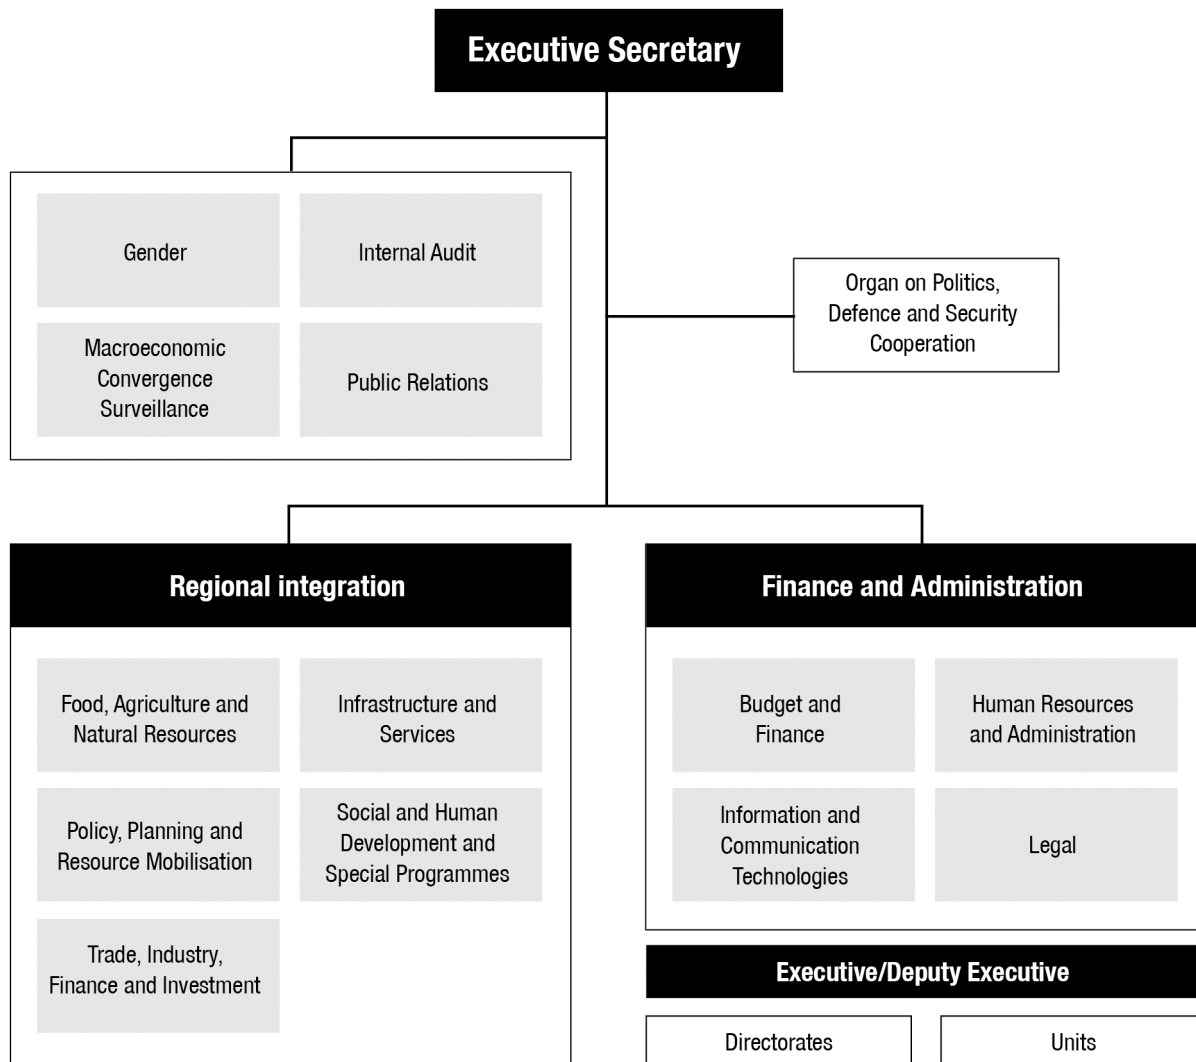 Executive Secretary
Gender
Internal Audit
Macroeconomic
Convergence
Surveillance
Public Relations
Organ on Politics,
Defence and Security
Cooperation
Regional integration
Food, Agriculture and
Natural Resources
Infrastructure and
Services
Policy, Planning and
Resource Mobilisation
Social and Human
Development and
Special Programmes
Trade, Industry,
Finance and Investment
Finance and Administration
Budget and
Finance
Human Resources
and Administration
Information and
Communication
Technologies
Legal
Executive/Deputy Executive
Directorates
Units